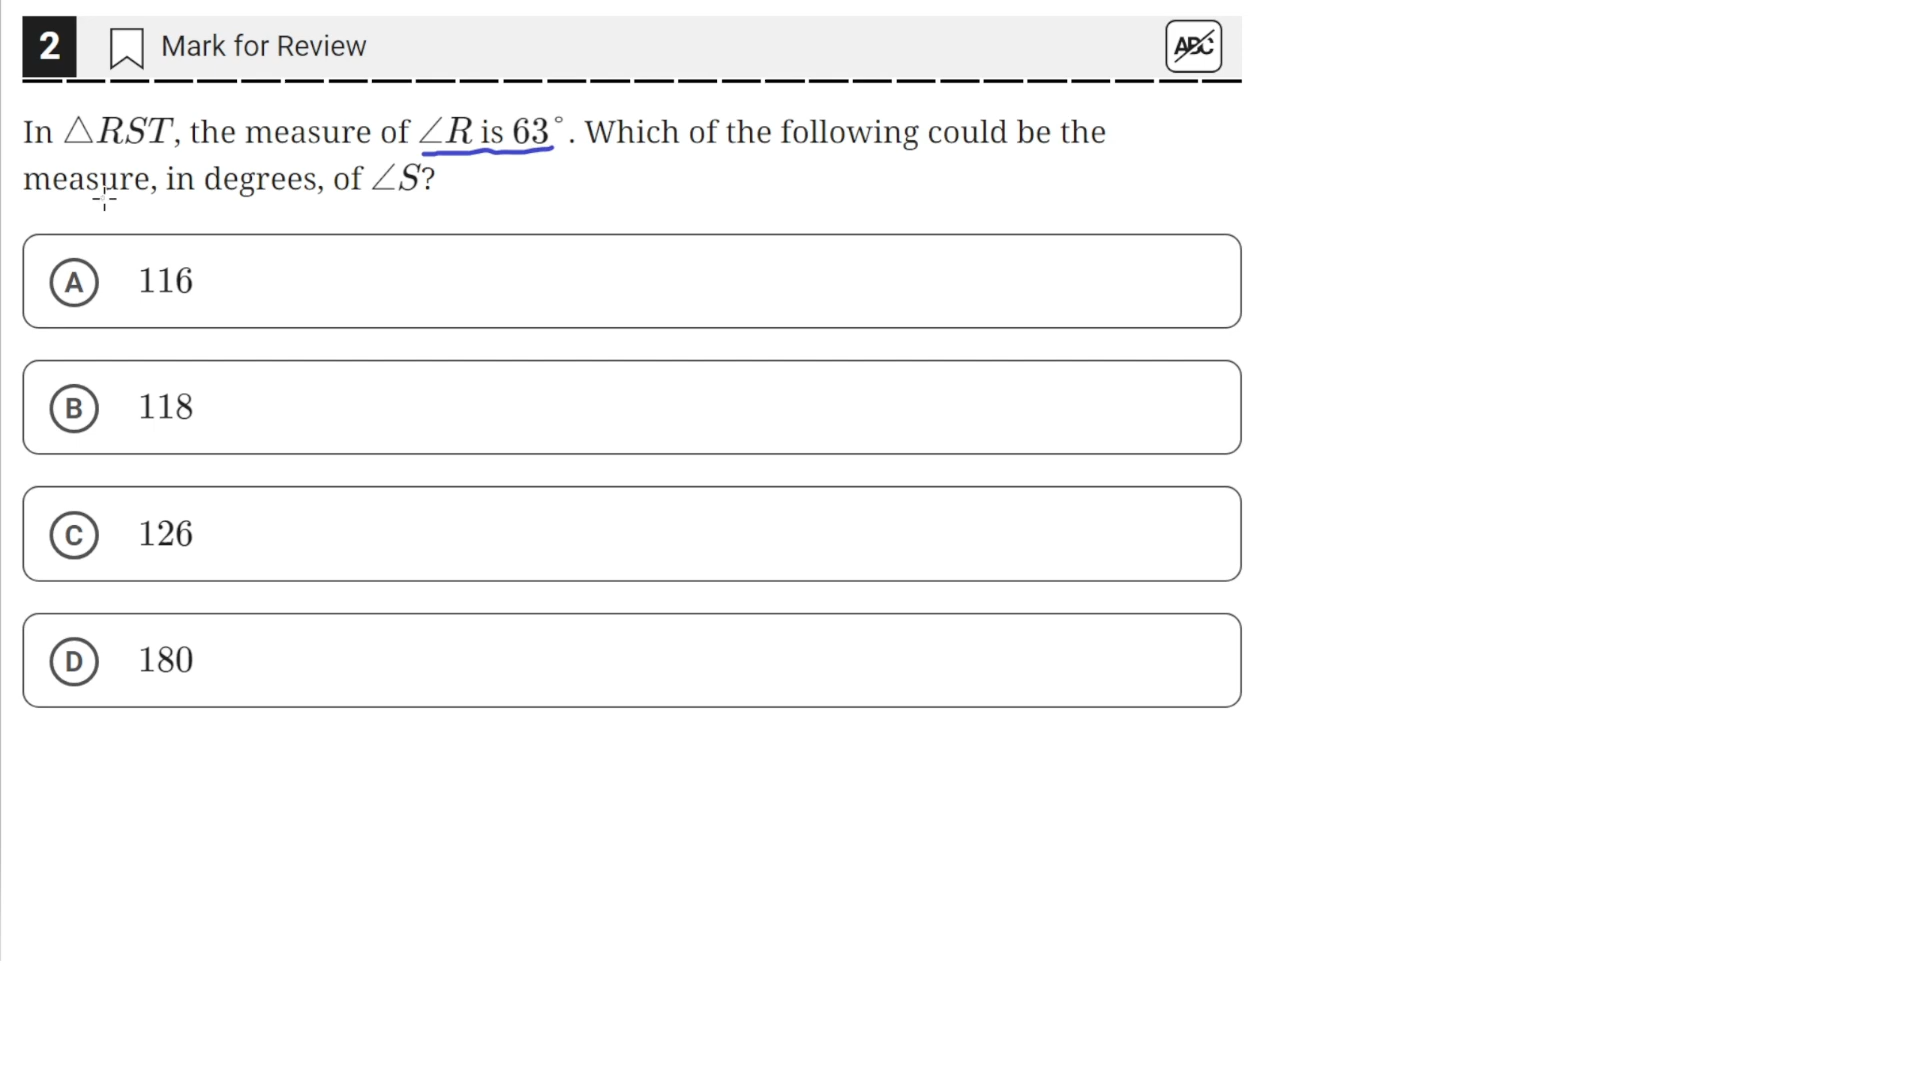 2 Mark for Review ABC
In △RST, the measure of ∠R is 63°. Which of the following could be the
measure, in degrees, of ∠S?
A 116
B 118
C 126
D 180